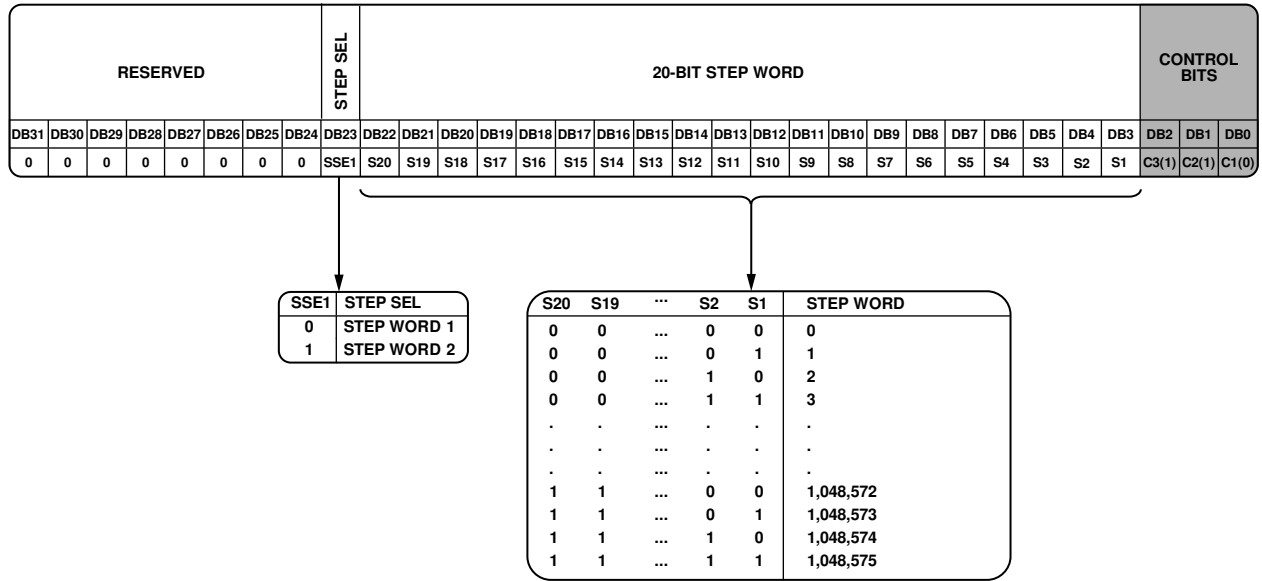 RESERVED STEP SEL 20-BIT STEP WORD CONTROL BITS
DB31 DB30 DB29 DB28 DB27 DB26 DB25 DB24 DB23 DB22 DB21 DB20 DB19 DB18 DB17 DB16 DB15 DB14 DB13 DB12 DB11 DB10 DB9 DB8 DB7 DB6 DB5 DB4 DB3 DB2 DB1 DB0
0 0 0 0 0 0 0 0 SSE1 S20 S19 S18 S17 S16 S15 S14 S13 S12 S11 S10 S9 S8 S7 S6 S5 S4 S3 S2 S1 C3(1) C2(1) C1(0)
SSE1 STEP SEL
0 STEP WORD 1
1 STEP WORD 2
S20 S19 ... S2 S1 STEP WORD
0 0 ... 0 0 0
0 0 ... 0 1 1
0 0 ... 1 0 2
0 0 ... 1 1 3
. . ... . . .
. . ... . . .
. . ... . . .
1 1 ... 0 0 1,048,572
1 1 ... 0 1 1,048,573
1 1 ... 1 0 1,048,574
1 1 ... 1 1 1,048,575